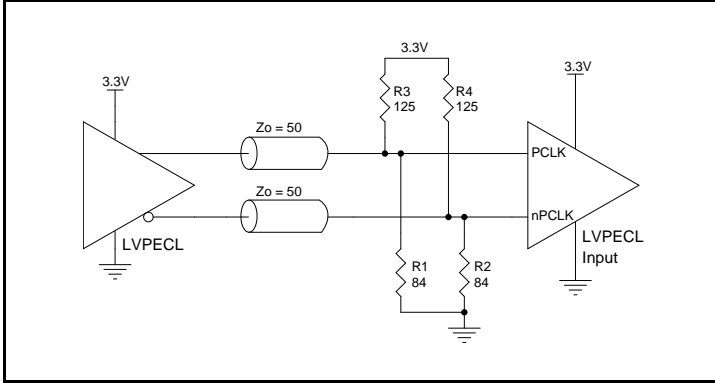 3.3V
R3
125
R4
125
3.3V
3.3V
Zo = 50
PCLK
Zo = 50
nPCLK
LVPECL
LVPECL
Input
R1
84
R2
84